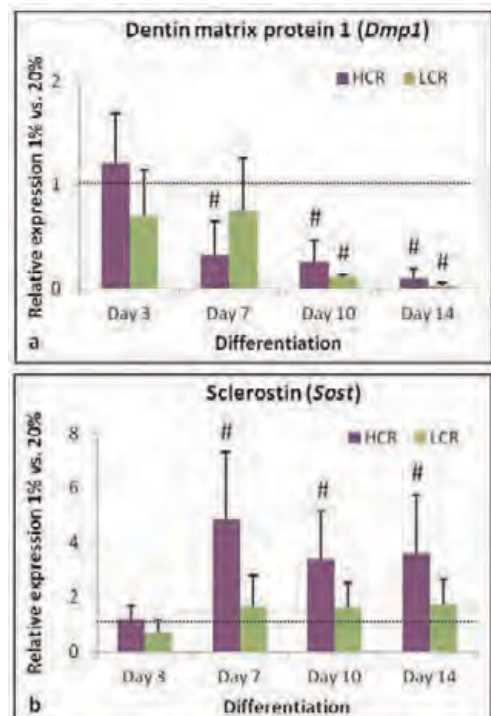 Dentin matrix protein 1 (Dmp1)
HCR LCR
Relative expression 1% vs. 20%
2
1
0
# # # # #
Day 3 Day 7 Day 10 Day 14
Differentiation
a
Sclerostin (Sost)
HCR LCR
Relative expression 1% vs. 20%
8
6
4
2
0
# # #
Day 3 Day 7 Day 10 Day 14
Differentiation
b